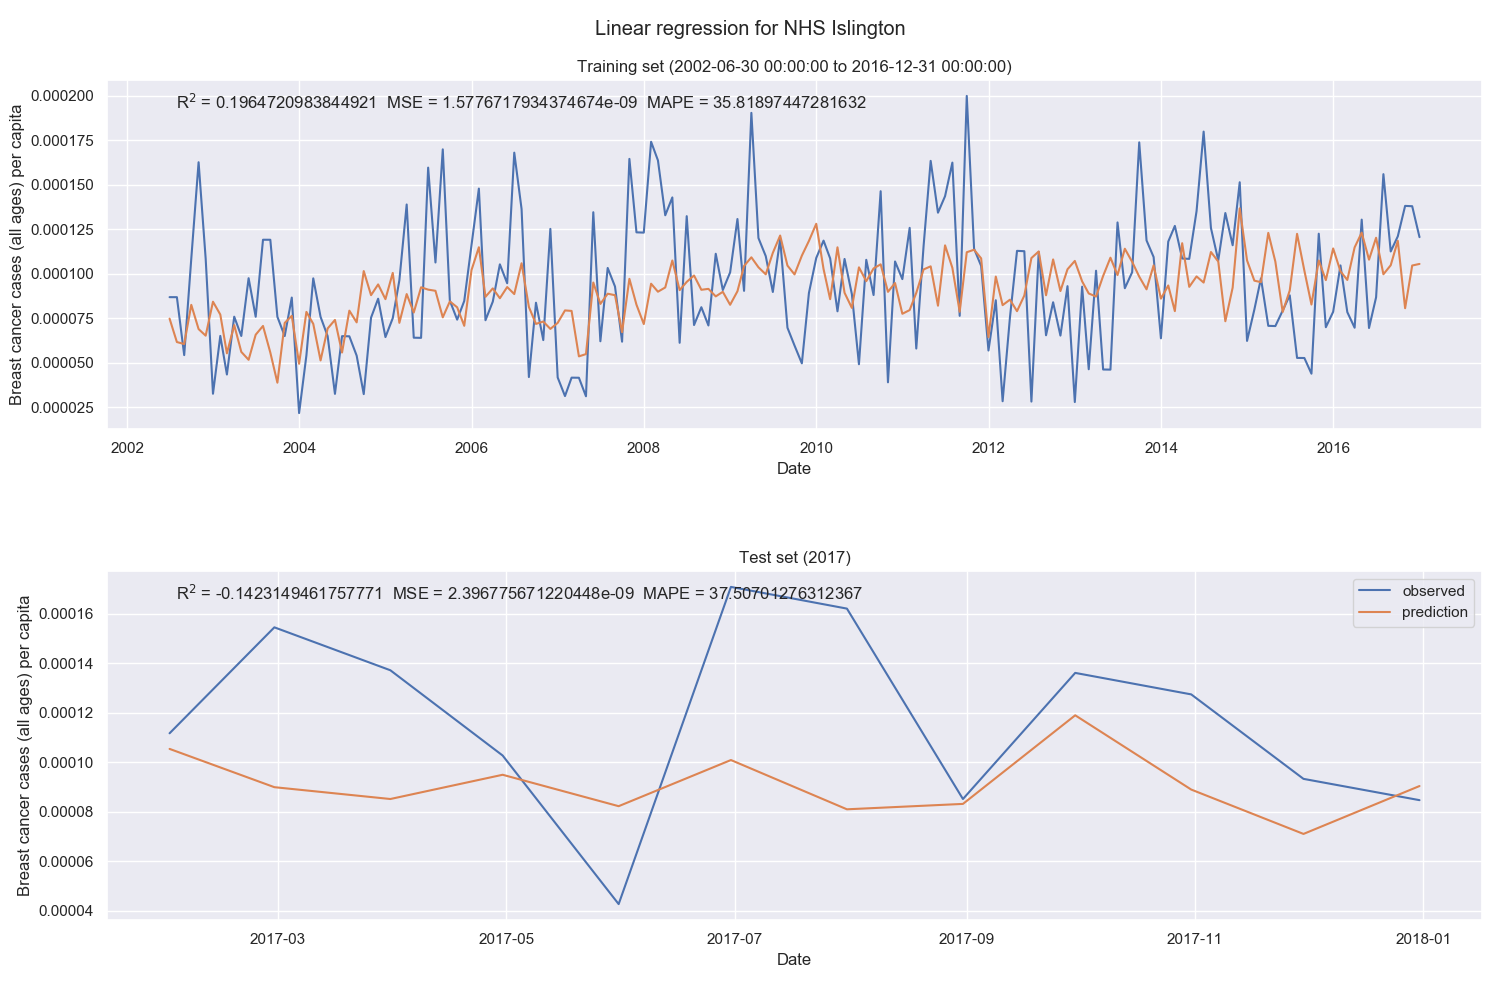 Linear regression for NHS Islington
Training set (2002-06-30 00:00:00 to 2016-12-31 00:00:00)
R² = 0.1964720983844921 MSE = 1.5776717934374674e-09 MAPE = 35.81897447281632
Breast cancer cases (all ages) per capita
0.000200
0.000175
0.000150
0.000125
0.000100
0.000075
0.000050
0.000025
2002 2004 2006 2008 2010 2012 2014 2016
Date
Test set (2017)
R² = -0.1423149461757771 MSE = 2.396775671220448e-09 MAPE = 37.50701276312367
observed
prediction
Breast cancer cases (all ages) per capita
0.00016
0.00014
0.00012
0.00010
0.00008
0.00006
0.00004
2017-03 2017-05 2017-07 2017-09 2017-11 2018-01
Date